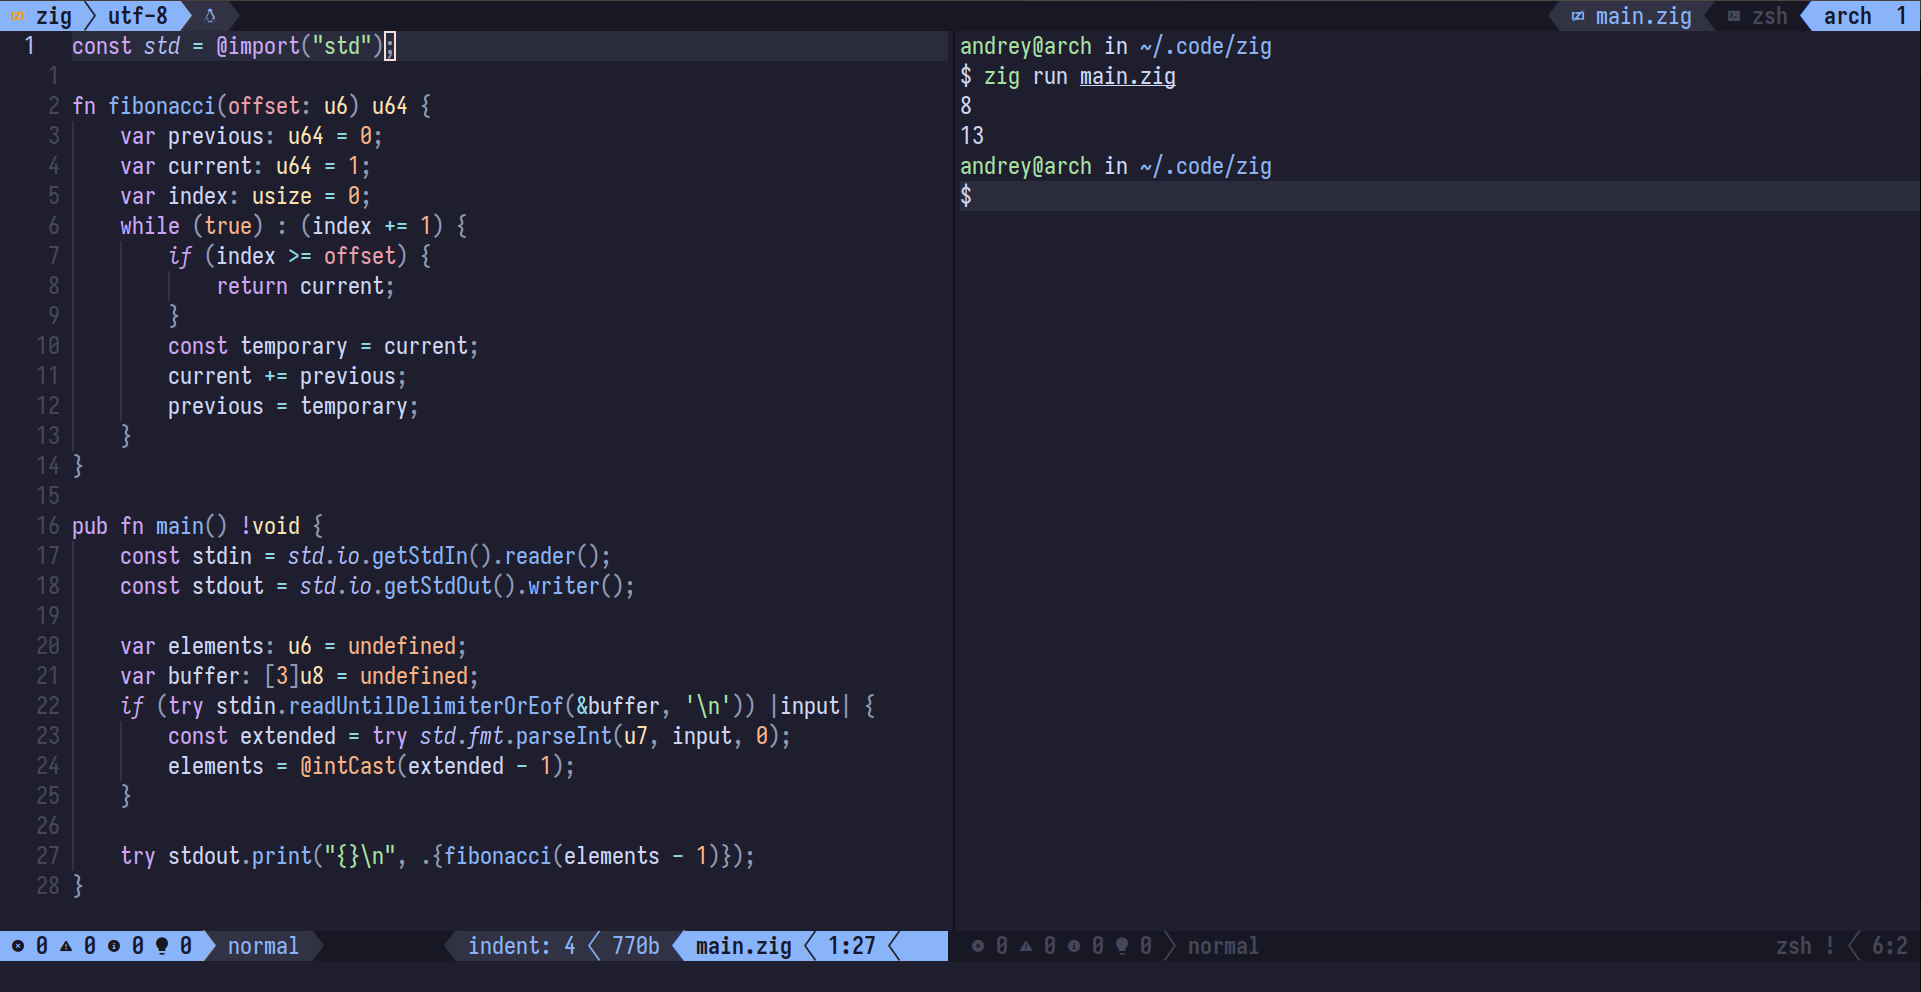 zig utf-8
main.zig zsh arch 1
1 const std = @import("std");
1
2 fn fibonacci(offset: u6) u64 {
3 var previous: u64 = 0;
4 var current: u64 = 1;
5 var index: usize = 0;
6 while (true) : (index += 1) {
7 if (index >= offset) {
8 return current;
9 }
10 const temporary = current;
11 current += previous;
12 previous = temporary;
13 }
14 }
15
16 pub fn main() !void {
17 const stdin = std.io.getStdIn().reader();
18 const stdout = std.io.getStdOut().writer();
19
20 var elements: u6 = undefined;
21 var buffer: [3]u8 = undefined;
22 if (try stdin.readUntilDelimiterOrEof(&buffer, '\n')) |input| {
23 const extended = try std.fmt.parseInt(u7, input, 0);
24 elements = @intCast(extended - 1);
25 }
26
27 try stdout.print("{}\n", .{fibonacci(elements - 1)});
28 }
andrey@arch in ~/.code/zig
$ zig run main.zig
8
13
andrey@arch in ~/.code/zig
$
0 0 0 0 normal indent: 4 770b main.zig 1:27
0 0 0 0 normal zsh ! 6:2